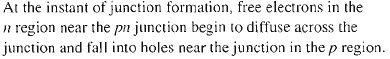 At the instant of junction formation, free electrons in the
n region near the pn junction begin to diffuse across the
junction and fall into holes near the junction in the p region.